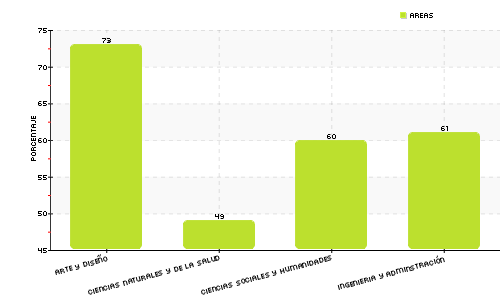 AREAS
75
70
65
60
55
50
45
PORCENTAJE
73
49
60
61
ARTE Y DISEÑO
CIENCIAS NATURALES Y DE LA SALUD
CIENCIAS SOCIALES Y HUMANIDADES
INGENIERIA Y ADMINSTRACIÓN